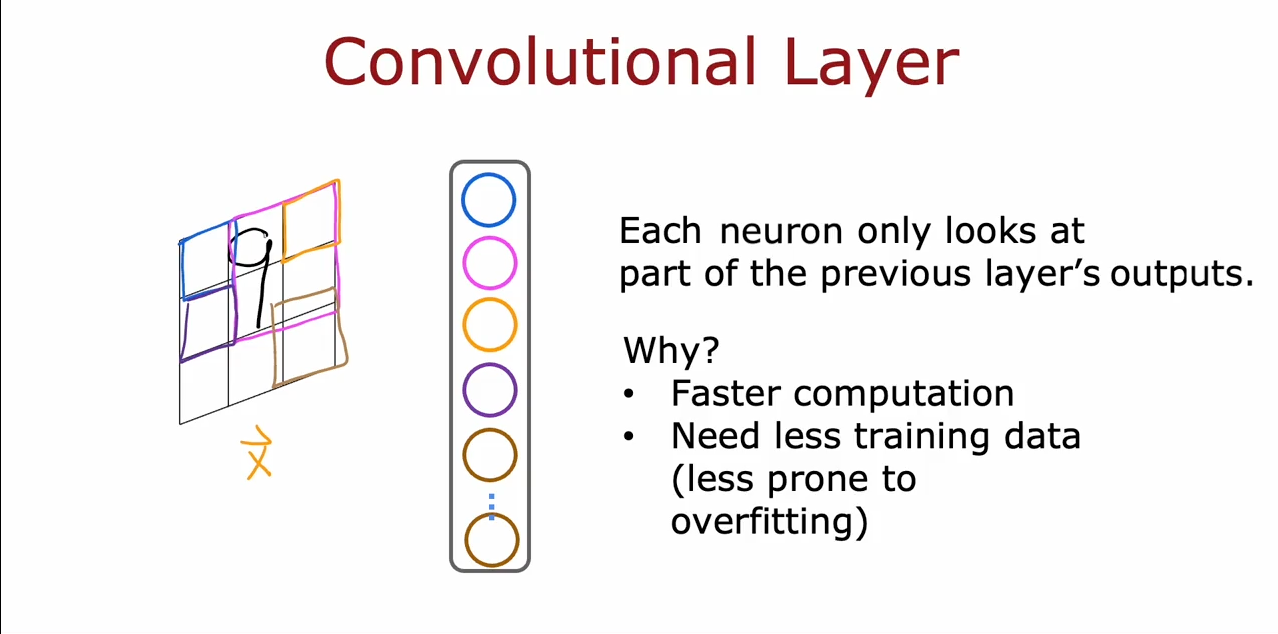 Convolutional Layer
9
x⃗
Each neuron only looks at
part of the previous layer’s outputs.
Why?
• Faster computation
• Need less training data
(less prone to
overfitting)